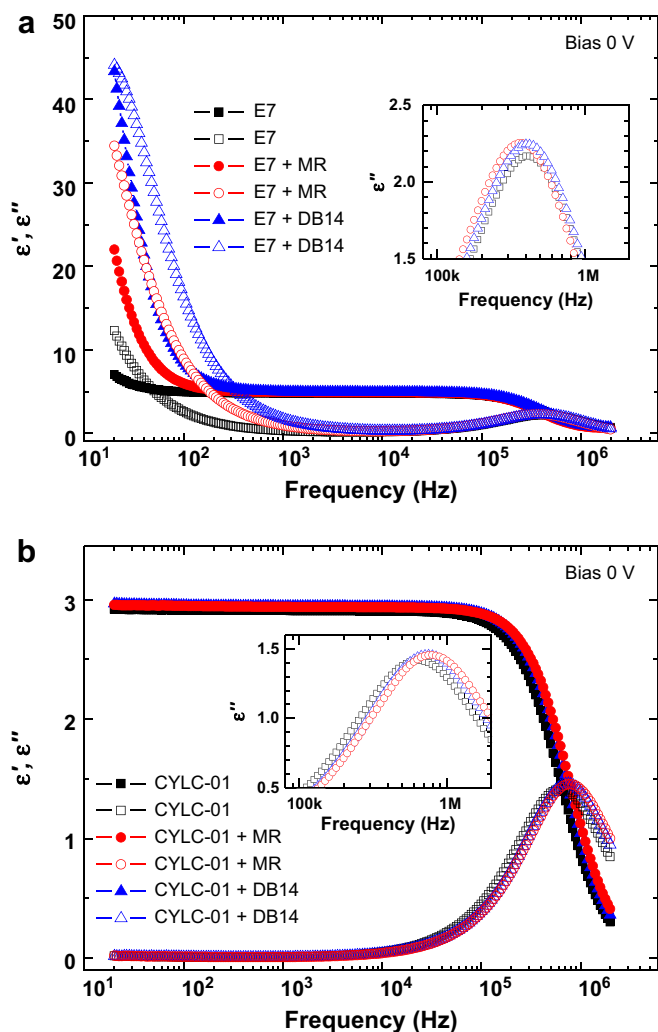 a
50
40
30
20
10
0
ε', ε"
Bias 0 V
E7
E7
E7 + MR
E7 + MR
E7 + DB14
E7 + DB14
2.5
2.0
1.5
ε"
100k 1M
Frequency (Hz)
10¹ 10² 10³ 10⁴ 10⁵ 10⁶
Frequency (Hz)
b
3
2
1
0
ε', ε"
Bias 0 V
1.5
1.0
0.5
ε"
100k 1M
Frequency (Hz)
CYLC-01
CYLC-01
CYLC-01 + MR
CYLC-01 + MR
CYLC-01 + DB14
CYLC-01 + DB14
10¹ 10² 10³ 10⁴ 10⁵ 10⁶
Frequency (Hz)